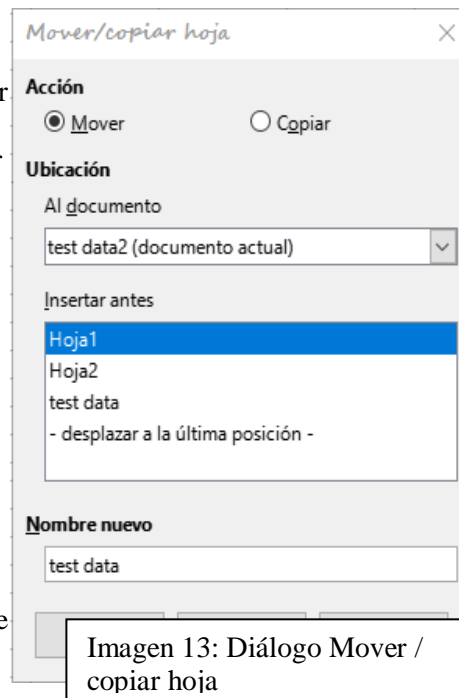 Mover/copiar hoja
r
Acción
Mover Copiar
.
Ubicación
Al documento
test data2 (documento actual)
Insertar antes
Hoja1
Hoja2
test data
- desplazar a la última posición -
Nombre nuevo
test data
e
Imagen 13: Diálogo Mover /
copiar hoja